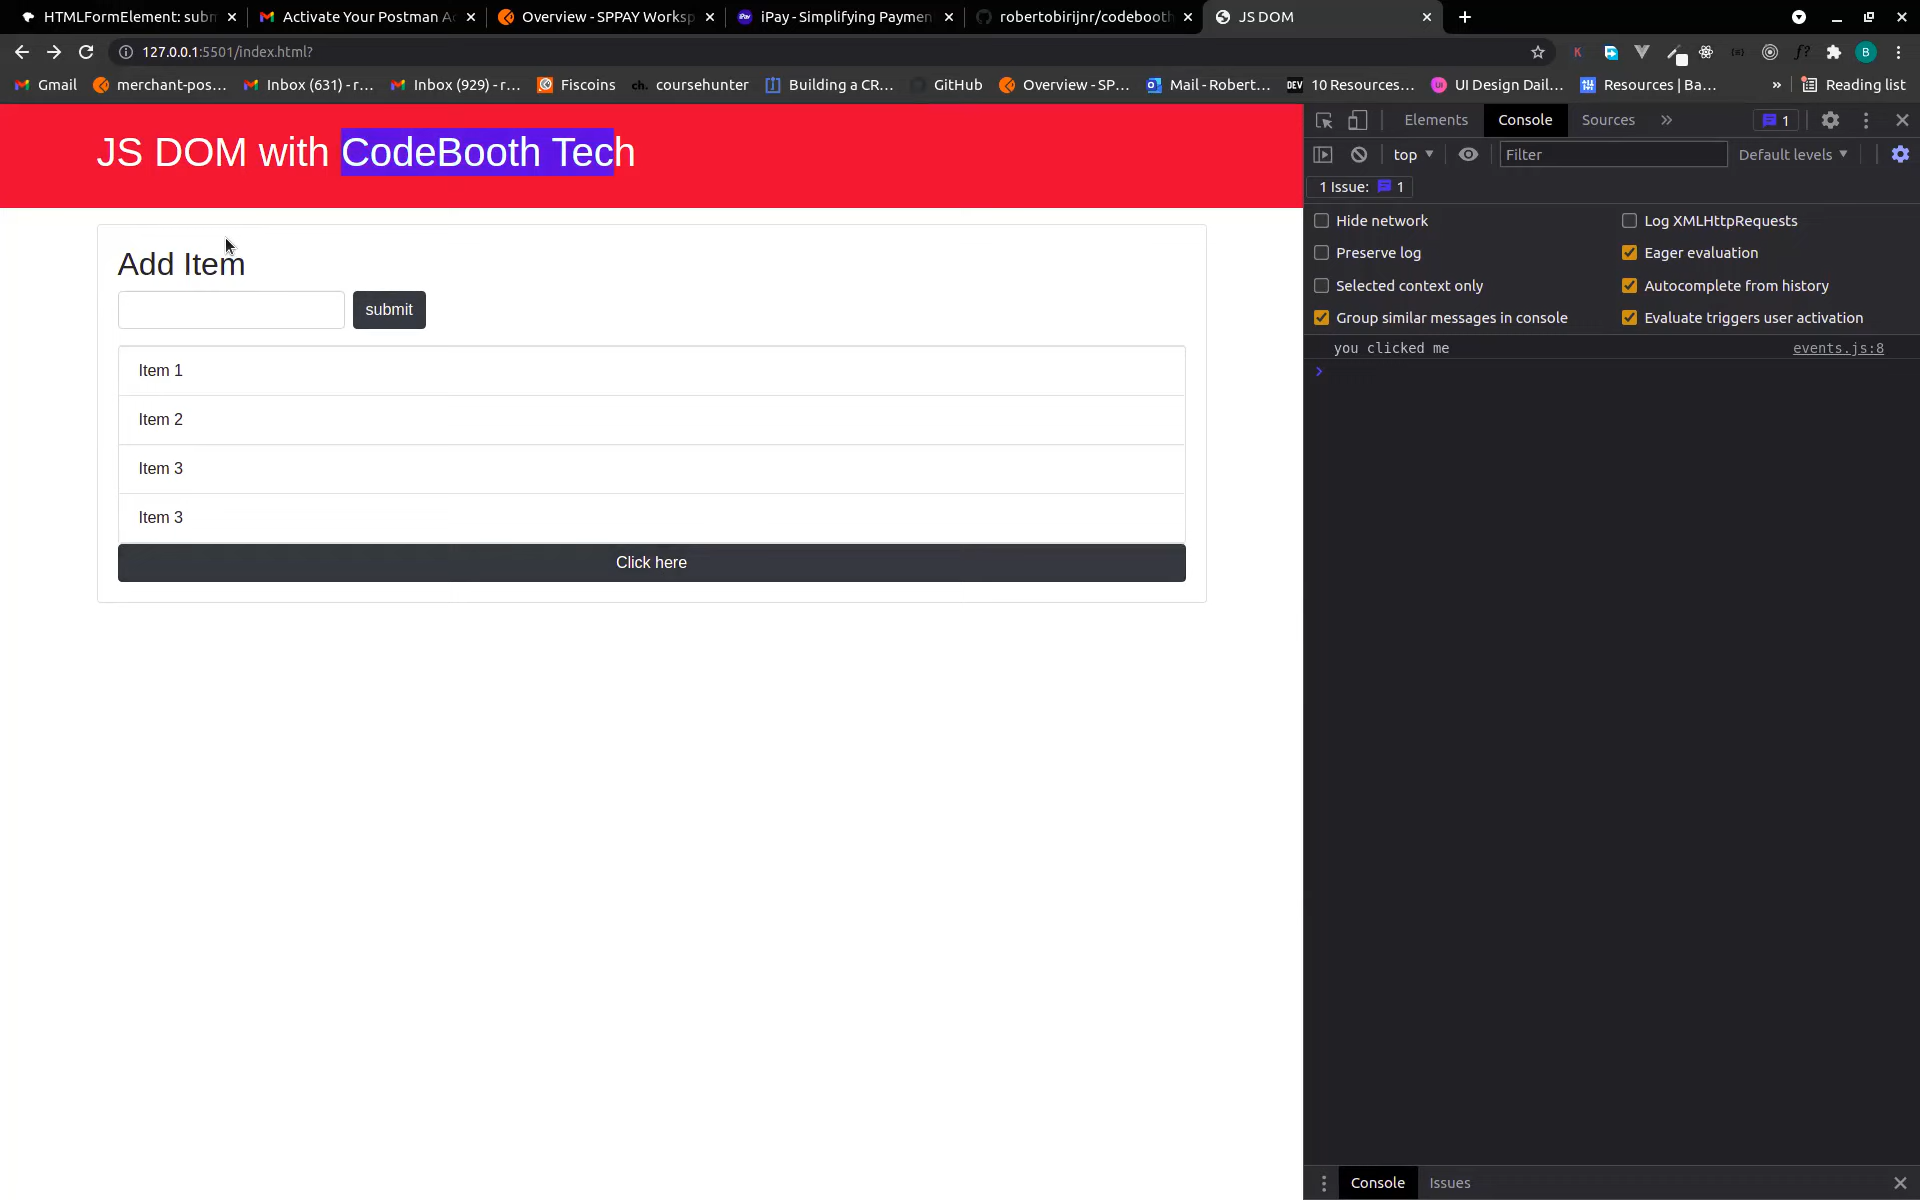 HTMLFormElement: subm
Activate Your Postman Ac
Overview - SPPAY Worksp
iPay - Simplifying Paymen
robertobirijnr/codebooth
JS DOM
127.0.0.1:5501/index.html?
Gmail
merchant-pos...
Inbox (631) - r...
Inbox (929) - r...
Fiscoins
ch. coursehunter
Building a CR...
GitHub
Overview - SP...
Mail - Robert...
DEV 10 Resources...
UI Design Dail...
Resources | Ba...
»
Reading list
JS DOM with CodeBooth Tech
Add Item
submit
Item 1
Item 2
Item 3
Item 3
Click here
Elements
Console
Sources
»
1
top
Filter
Default levels
1 Issue: 1
Hide network
Log XMLHttpRequests
Preserve log
Eager evaluation
Selected context only
Autocomplete from history
Group similar messages in console
Evaluate triggers user activation
you clicked me
events.js:8
Console
Issues